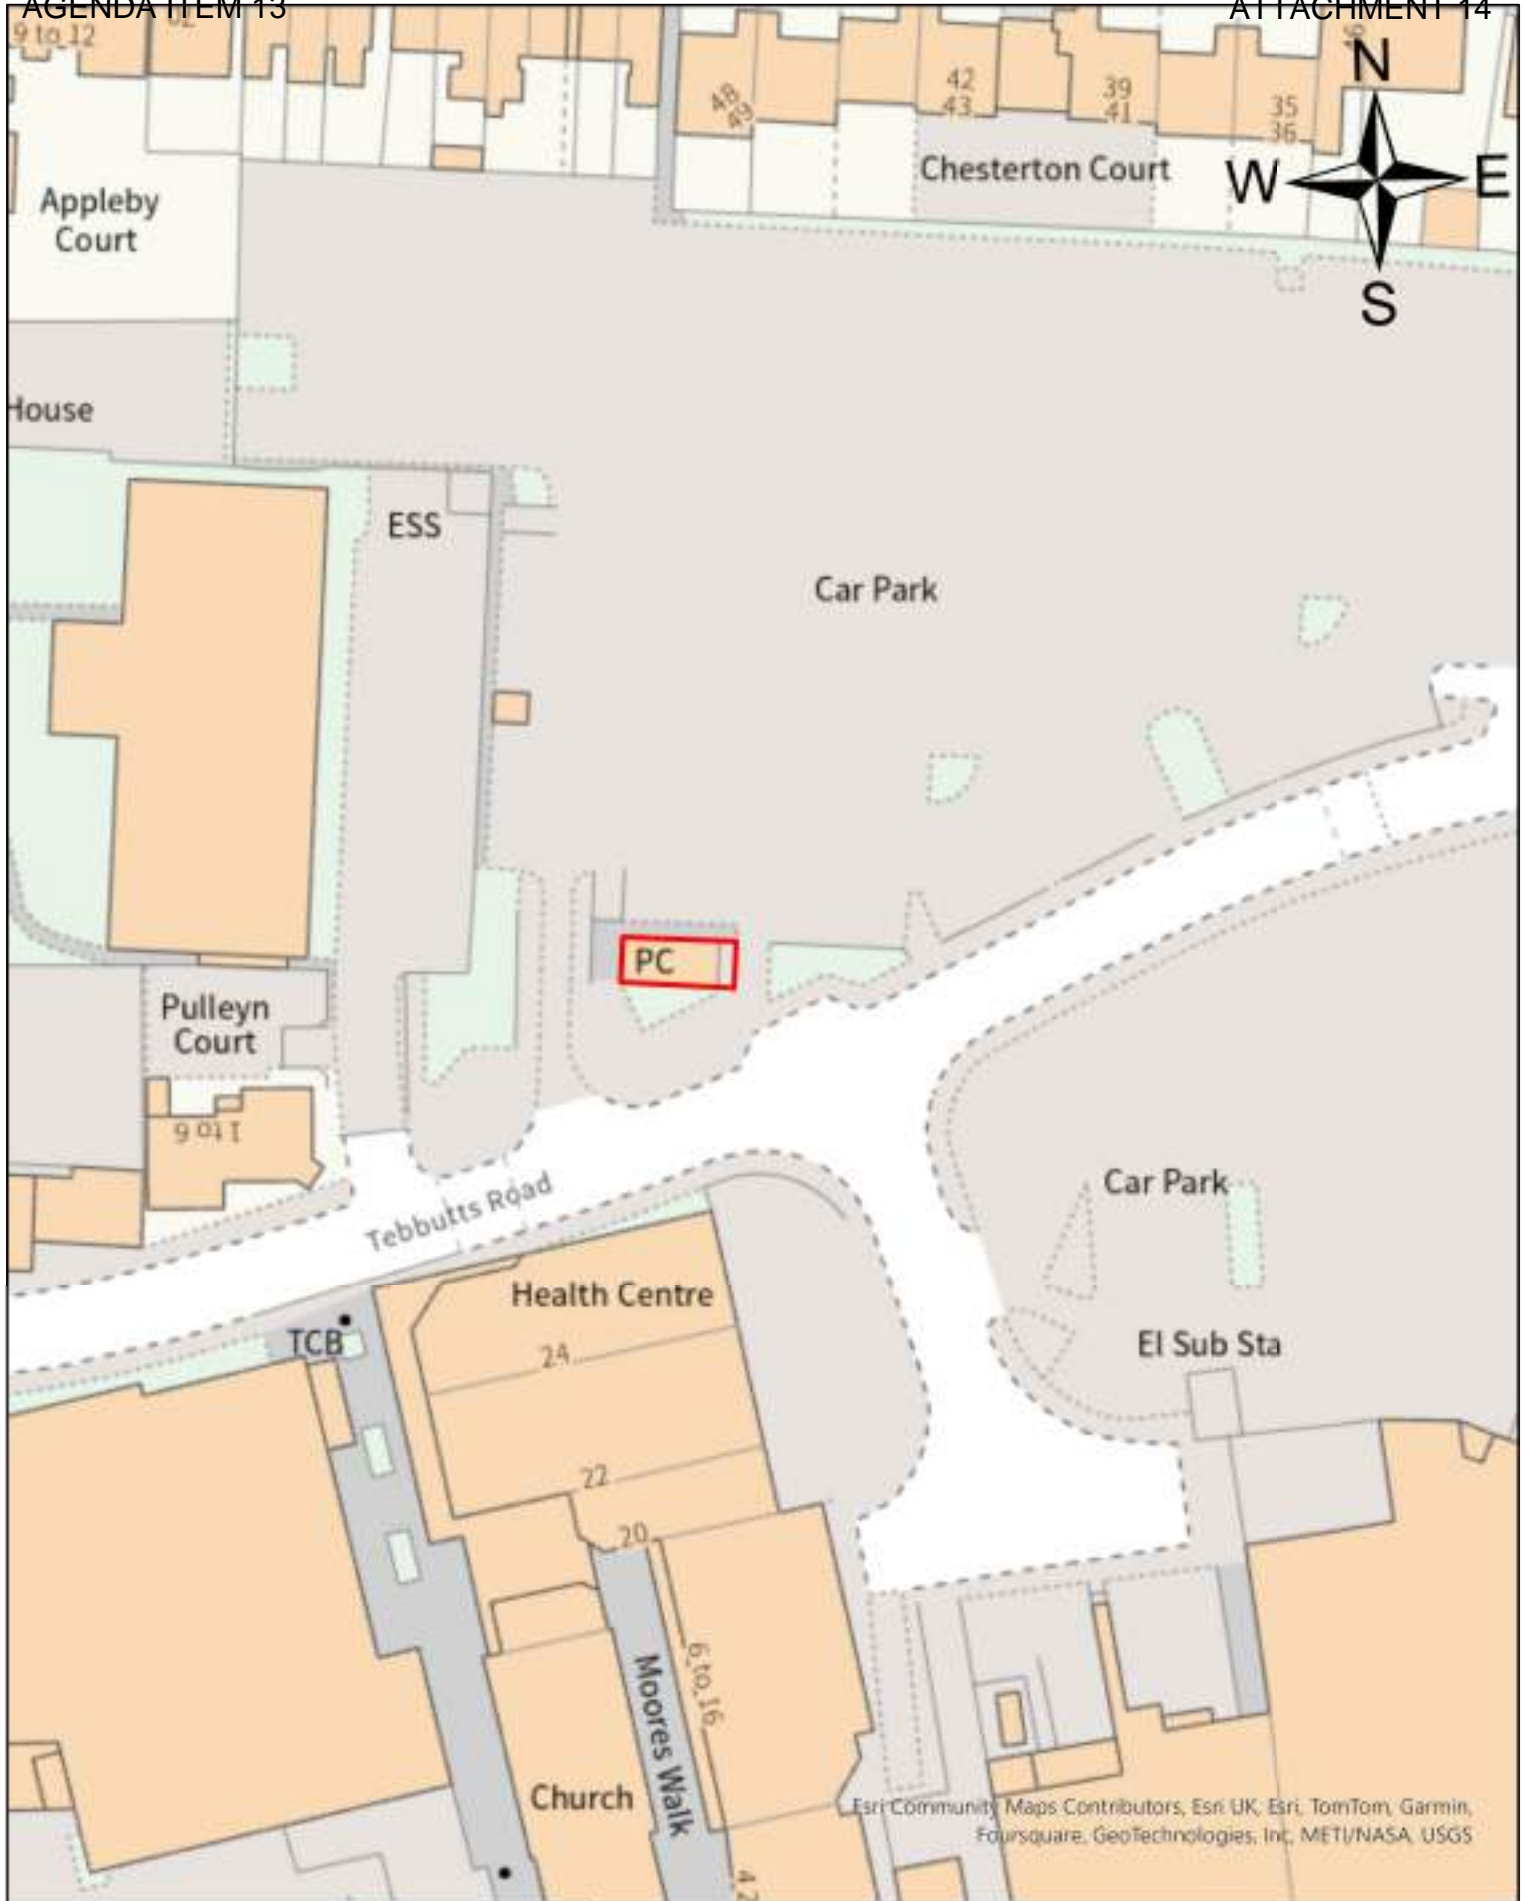 AGENDA ITEM 13
ATTACHMENT 14
9 to 12
N
W
E
S
48
49
42
43
39
41
35
36
Chesterton Court
Appleby
Court
House
ESS
Car Park
PC
Pulleyn
Court
1 to 6
Tebbutts Road
Car Park
Health Centre
TCB
24
El Sub Sta
22
20
6 to 16
Moores Walk
Church
Esri Community Maps Contributors, Esri UK, Esri, TomTom, Garmin,
Foursquare, GeoTechnologies, Inc, METI/NASA, USGS